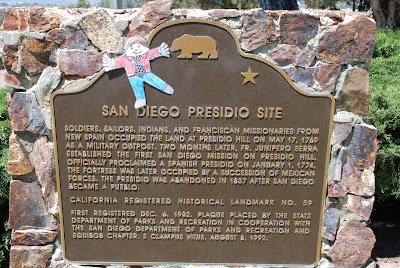 SAN DIEGO PRESIDIO SITE
SOLDIERS, SAILORS, INDIANS, AND FRANCISCAN MISSIONARIES FROM
NEW SPAIN OCCUPIED THE LAND AT PRESIDIO HILL ON MAY 17, 1769
AS A MILITARY OUTPOST. TWO MONTHS LATER, FR. JUNIPERO SERRA
ESTABLISHED THE FIRST SAN DIEGO MISSION ON PRESIDIO HILL.
OFFICIALLY PROCLAIMED A SPANISH PRESIDIO ON JANUARY 1, 1774,
THE FORTRESS WAS LATER OCCUPIED BY A SUCCESSION OF MEXICAN
FORCES. THE PRESIDIO WAS ABANDONED IN 1837 AFTER SAN DIEGO
BECAME A PUEBLO.
CALIFORNIA REGISTERED HISTORICAL LANDMARK NO. 59
FIRST REGISTERED DEC. 6, 1932. PLAQUE PLACED BY THE STATE
DEPARTMENT OF PARKS AND RECREATION IN COOPERATION WITH
THE SAN DIEGO DEPARTMENT OF PARKS AND RECREATION AND
SQUIBOB CHAPTER, E CLAMPUS VITUS, AUGUST 8, 1992.